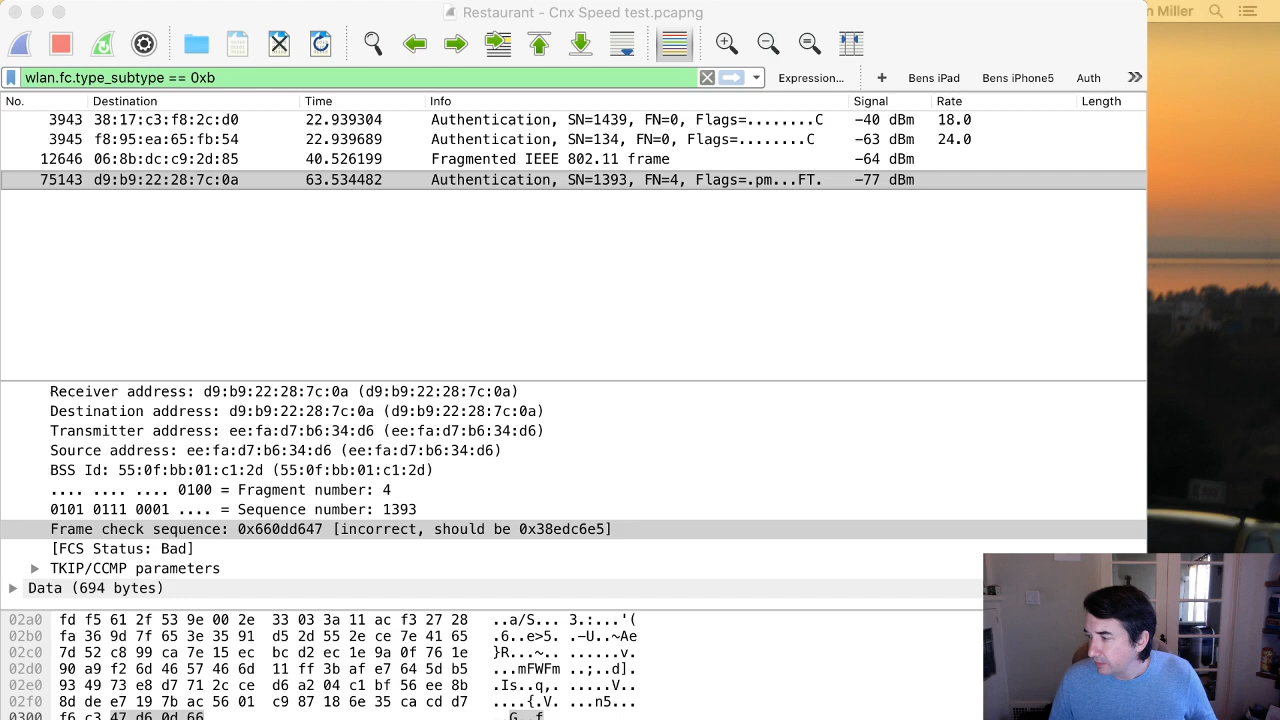 Restaurant - Cnx Speed test.pcapng
n Miller
wlan.fc.type_subtype == 0xb
Expression...
+
Bens iPad
Bens iPhone5
Auth
No. Destination Time Info Signal Rate Length
3943 38:17:c3:f8:2c:d0 22.939304 Authentication, SN=1439, FN=0, Flags=........C -40 dBm 18.0
3945 f8:95:ea:65:fb:54 22.939689 Authentication, SN=134, FN=0, Flags=........C -63 dBm 24.0
12646 06:8b:dc:c9:2d:85 40.526199 Fragmented IEEE 802.11 frame -64 dBm
75143 d9:b9:22:28:7c:0a 63.534482 Authentication, SN=1393, FN=4, Flags=.pm...FT. -77 dBm
Receiver address: d9:b9:22:28:7c:0a (d9:b9:22:28:7c:0a)
Destination address: d9:b9:22:28:7c:0a (d9:b9:22:28:7c:0a)
Transmitter address: ee:fa:d7:b6:34:d6 (ee:fa:d7:b6:34:d6)
Source address: ee:fa:d7:b6:34:d6 (ee:fa:d7:b6:34:d6)
BSS Id: 55:0f:bb:01:c1:2d (55:0f:bb:01:c1:2d)
.... .... .... 0100 = Fragment number: 4
0101 0111 0001 .... = Sequence number: 1393
Frame check sequence: 0x660dd647 [incorrect, should be 0x38edc6e5]
[FCS Status: Bad]
TKIP/CCMP parameters
Data (694 bytes)
02a0 fd f5 61 2f 53 9e 00 2e 33 03 3a 11 ac f3 27 28 ..a/S... 3.:...'(
02b0 fa 36 9d 7f 65 3e 35 91 d5 2d 55 2e ce 7e 41 65 .6..e>5. .-U..~Ae
02c0 7d 52 c8 99 ca 7e 15 ec bc d2 ec 1e 9a 0f 76 1e }R...~.. ......v.
02d0 90 a9 f2 6d 46 57 46 6d 11 ff 3b af e7 64 5d b5 ...mFWFm ..;..d].
02e0 93 49 73 e8 d7 71 2c ce d6 a2 04 c1 bf 56 ee 8b .Is..q,. .....V..
02f0 8d de e7 19 7b ac 56 01 c9 87 18 6e 35 ca cd d7 ....{.V. ...n5...
0300 f6 c3 47 d6 0d 66 ..G..f